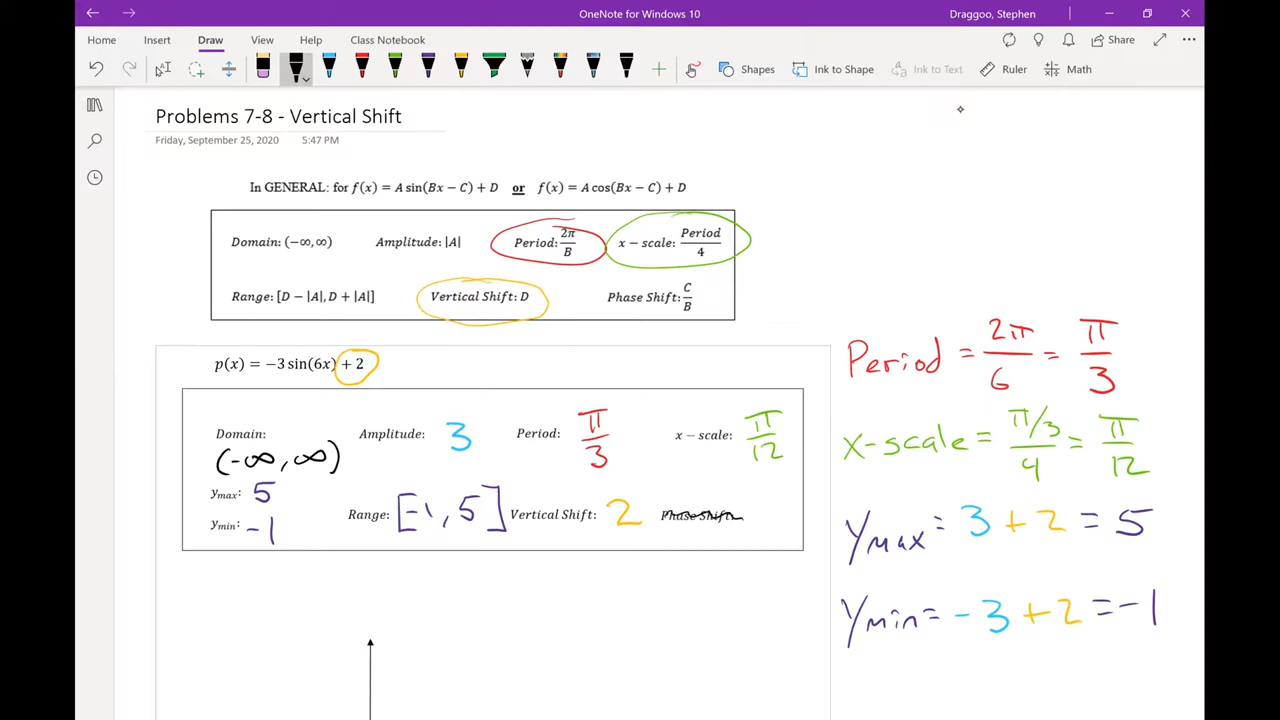 OneNote for Windows 10
Draggoo, Stephen
Home Insert Draw View Help Class Notebook
Share
Shapes Ink to Shape Ink to Text Ruler Math
Problems 7-8 - Vertical Shift
Friday, September 25, 2020 5:47 PM
In GENERAL: for f(x) = A sin(Bx − C) + D or f(x) = A cos(Bx − C) + D
Domain: (−∞, ∞) Amplitude: |A| Period: 2π/B x − scale: Period/4
Range: [D − |A|, D + |A|] Vertical Shift: D Phase Shift: C/B
p(x) = −3 sin(6x) + 2
Domain: Amplitude: 3 Period: π/3 x − scale: π/12
(-∞, ∞)
ymax: 5
Range: [-1, 5] Vertical Shift: 2 Phase Shift:
ymin: -1
Period = 2π/6 = π/3
x-scale = π/3/4 = π/12
ymax = 3 + 2 = 5
ymin = -3 + 2 = -1